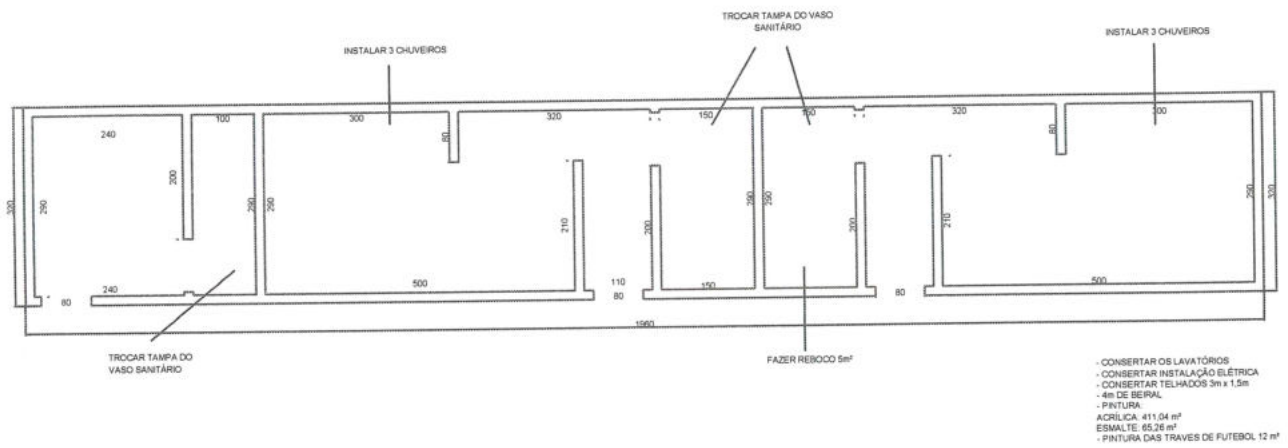 TROCAR TAMPA DO VASO
SANITÁRIO
INSTALAR 3 CHUVEIROS
INSTALAR 3 CHUVEIROS
240
100
300
80
320
150
150
320
80
300
320
290
200
290
290
210
200
290
290
200
210
290
320
240
80
500
110
80
150
80
500
1960
TROCAR TAMPA DO
VASO SANITÁRIO
FAZER REBOCO 5m²
- CONSERTAR OS LAVATÓRIOS
- CONSERTAR INSTALAÇÃO ELÉTRICA
- CONSERTAR TELHADOS 3m x 1,5m
- 4m DE BEIRAL
- PINTURA:
ACRÍLICA: 411,04 m²
ESMALTE: 65,26 m²
- PINTURA DAS TRAVES DE FUTEBOL 12 m²